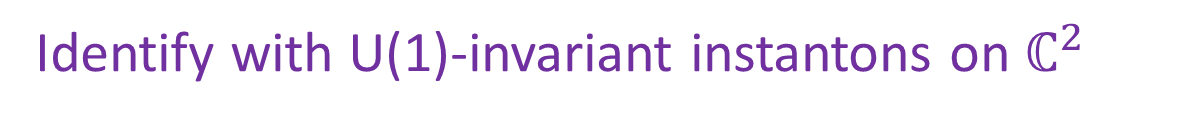 Identify with U(1)-invariant instantons on ℂ²